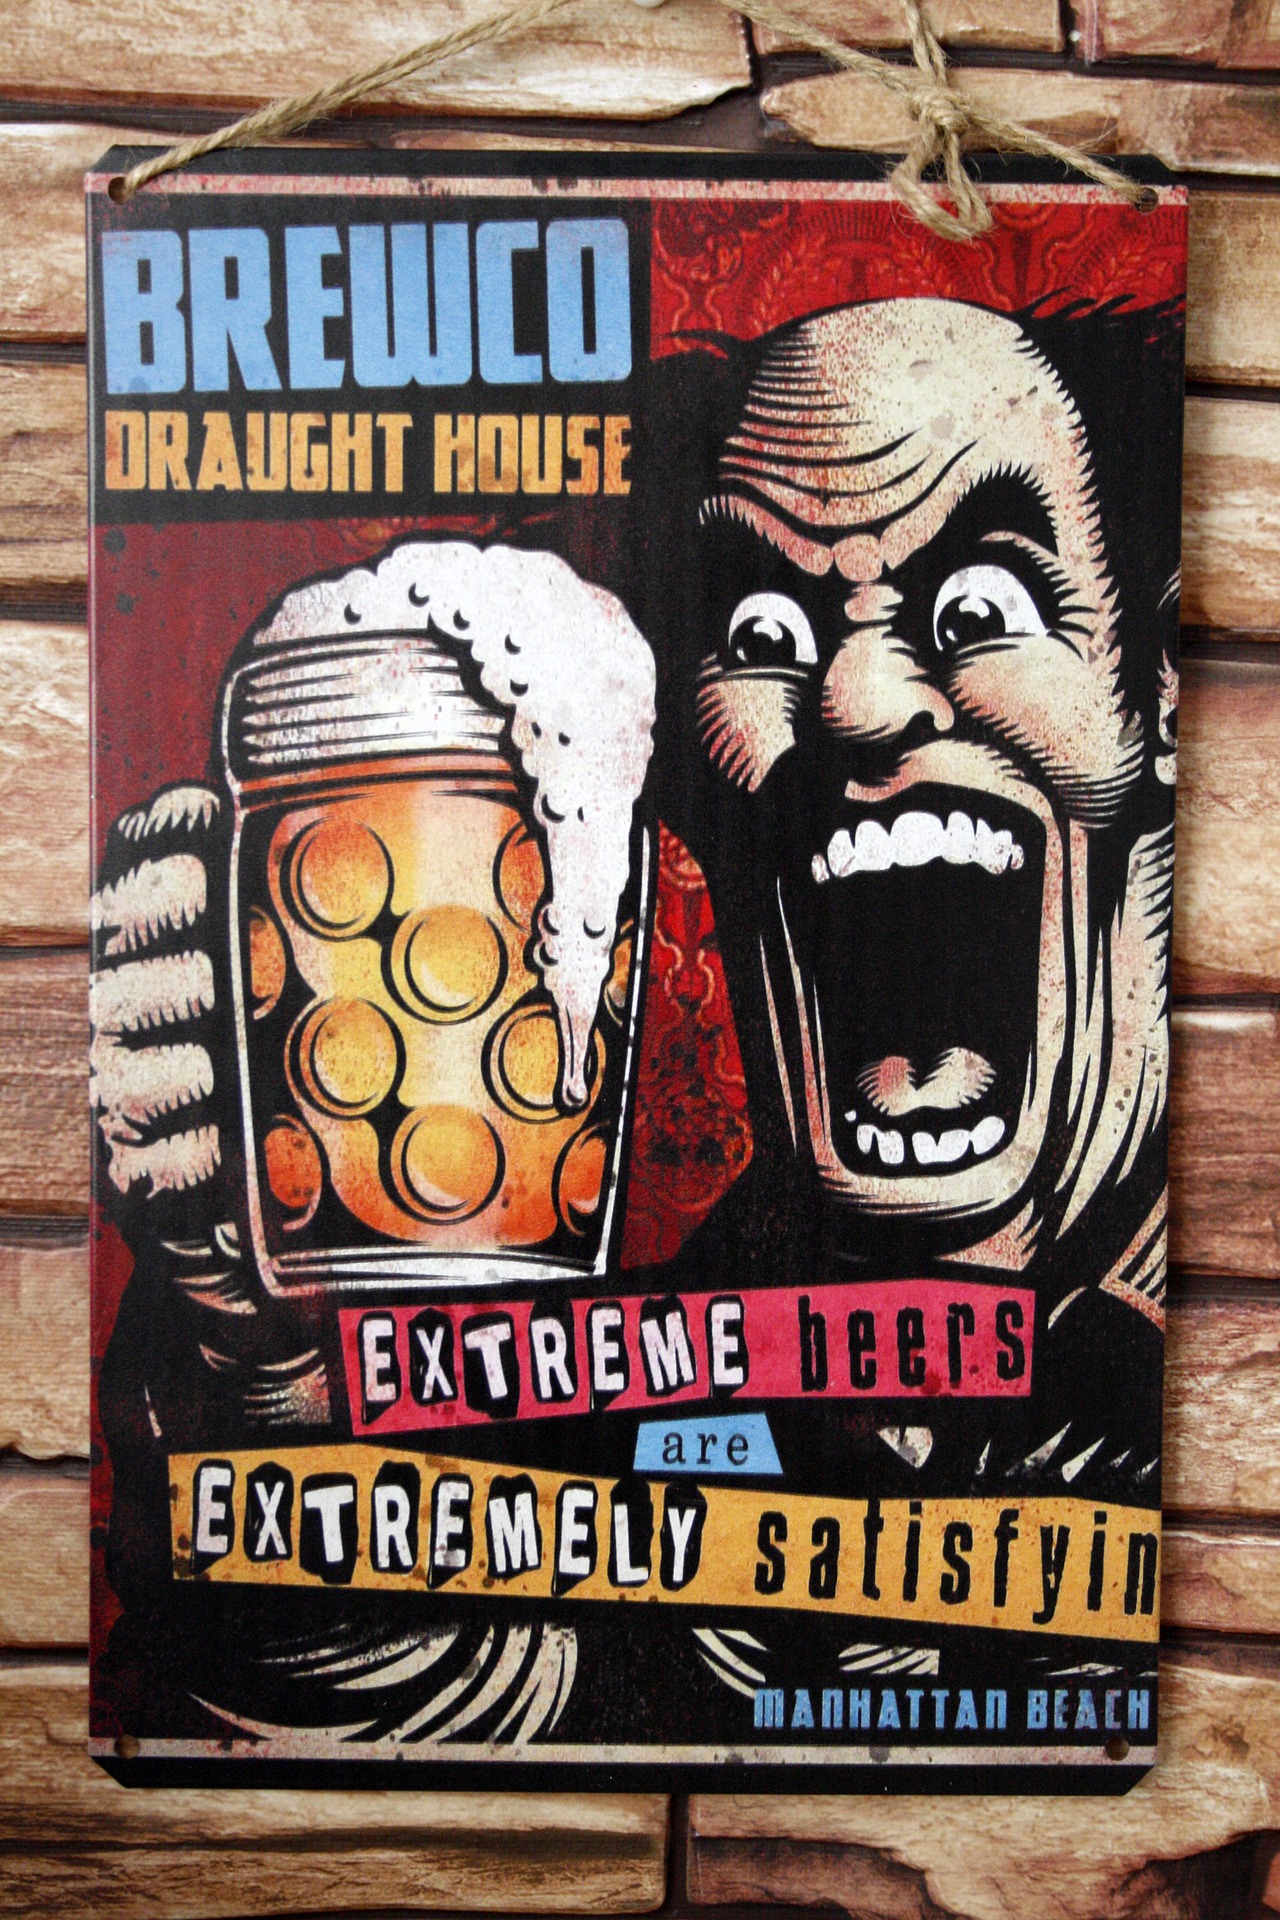 BREWCO
DRAUGHT HOUSE
EXTREME beers
are
EXTREMELY satisfyin
MANHATTAN BEACH